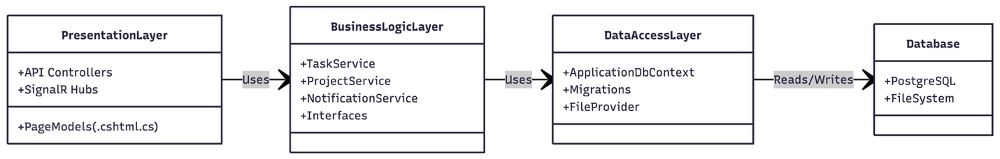 PresentationLayer
+API Controllers
+SignalR Hubs
+PageModels(.cshtml.cs)
Uses
BusinessLogicLayer
+TaskService
+ProjectService
+NotificationService
+Interfaces
Uses
DataAccessLayer
+ApplicationDbContext
+Migrations
+FileProvider
Reads/Writes
Database
+PostgreSQL
+FileSystem